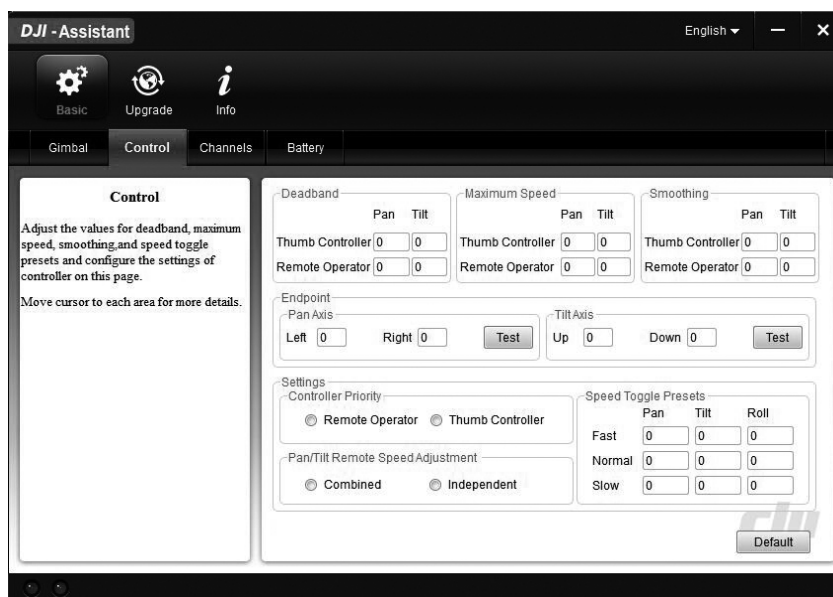 DJI - Assistant English
Basic Upgrade Info
Gimbal Control Channels Battery
Control
Adjust the values for deadband, maximum
speed, smoothing,and speed toggle
presets and configure the settings of
controller on this page.
Move cursor to each area for more details.
Deadband Maximum Speed Smoothing
Pan Tilt Pan Tilt Pan Tilt
Thumb Controller 0 0 Thumb Controller 0 0 Thumb Controller 0 0
Remote Operator 0 0 Remote Operator 0 0 Remote Operator 0 0
Endpoint
Pan Axis Tilt Axis
Left 0 Right 0 Test Up 0 Down 0 Test
Settings
Controller Priority Speed Toggle Presets
Pan Tilt Roll
Remote Operator Thumb Controller
Fast 0 0 0
Pan/Tilt Remote Speed Adjustment Normal 0 0 0
Combined Independent Slow 0 0 0
dji
Default